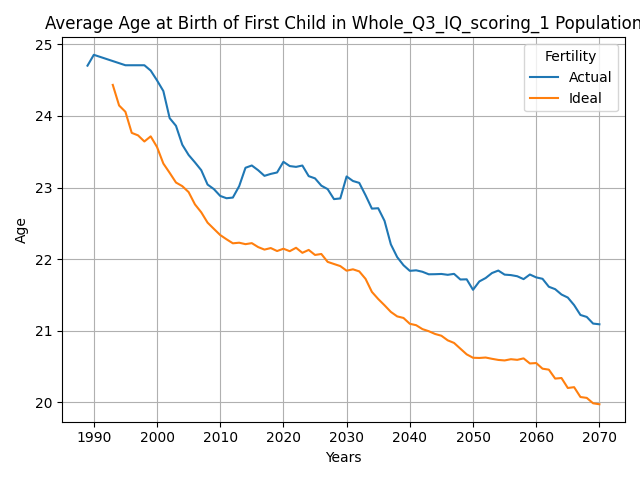 Average Age at Birth of First Child in Whole_Q3_IQ_scoring_1 Population
Fertility
Actual
Ideal
25
24
23
22
21
20
Age
1990 2000 2010 2020 2030 2040 2050 2060 2070
Years